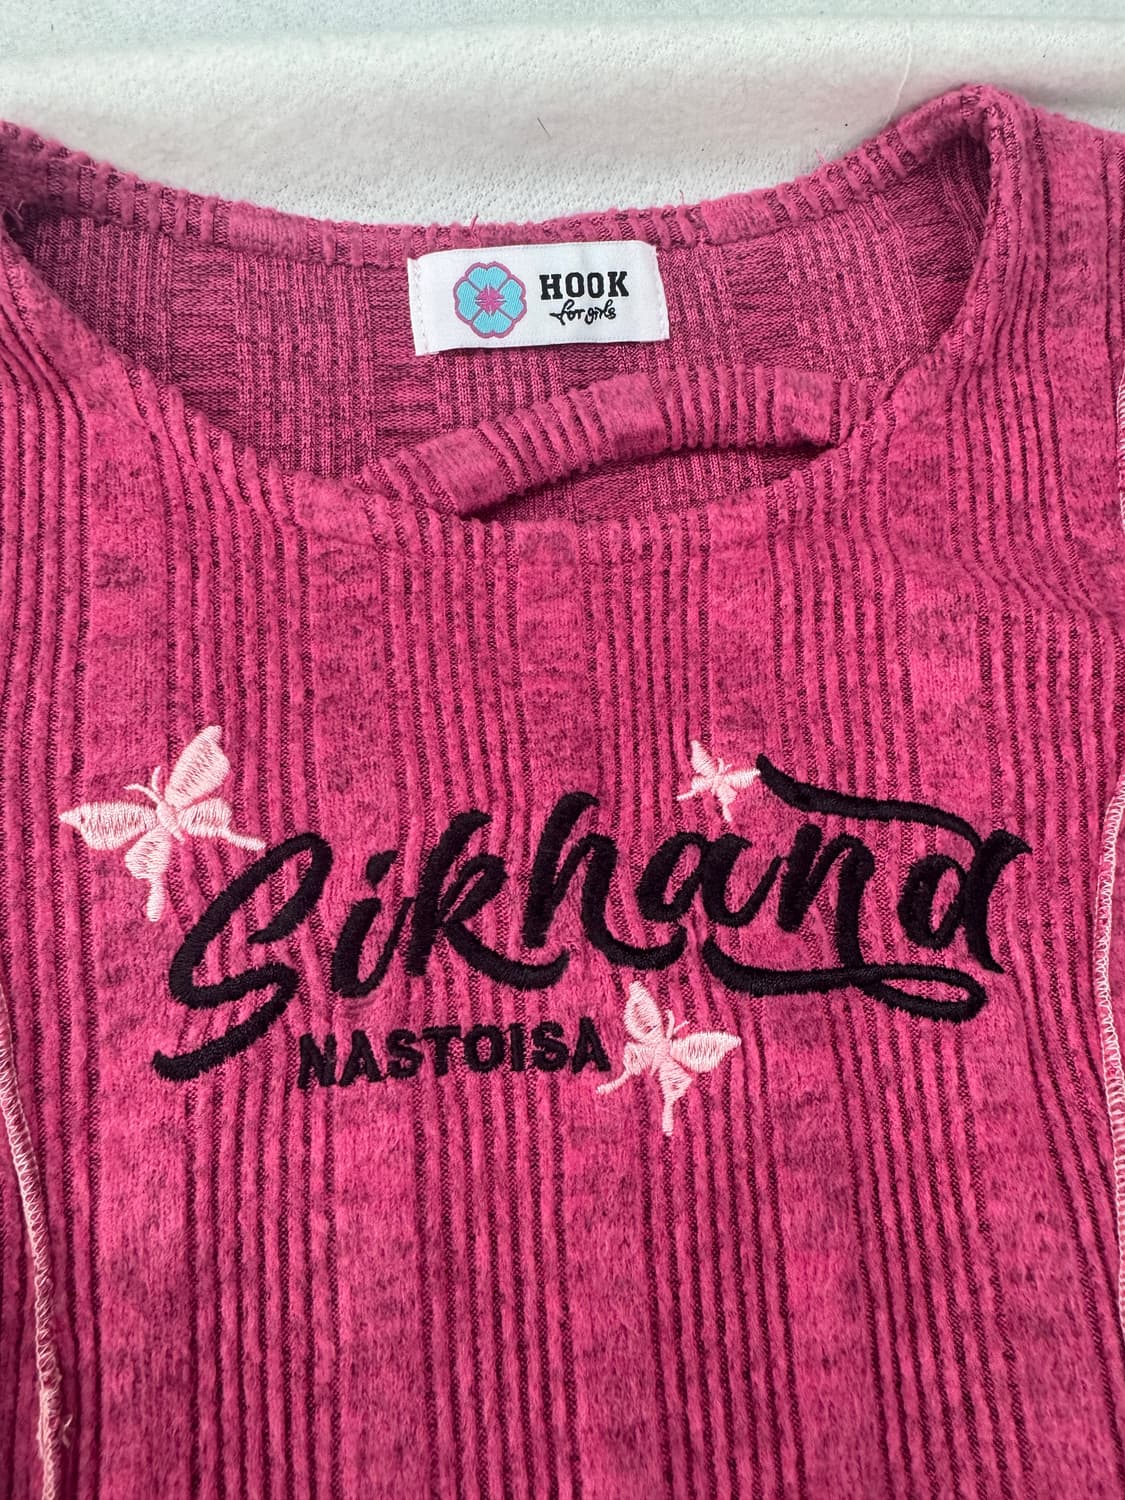 HOOK
for girls
Sikhand
NASTOISA